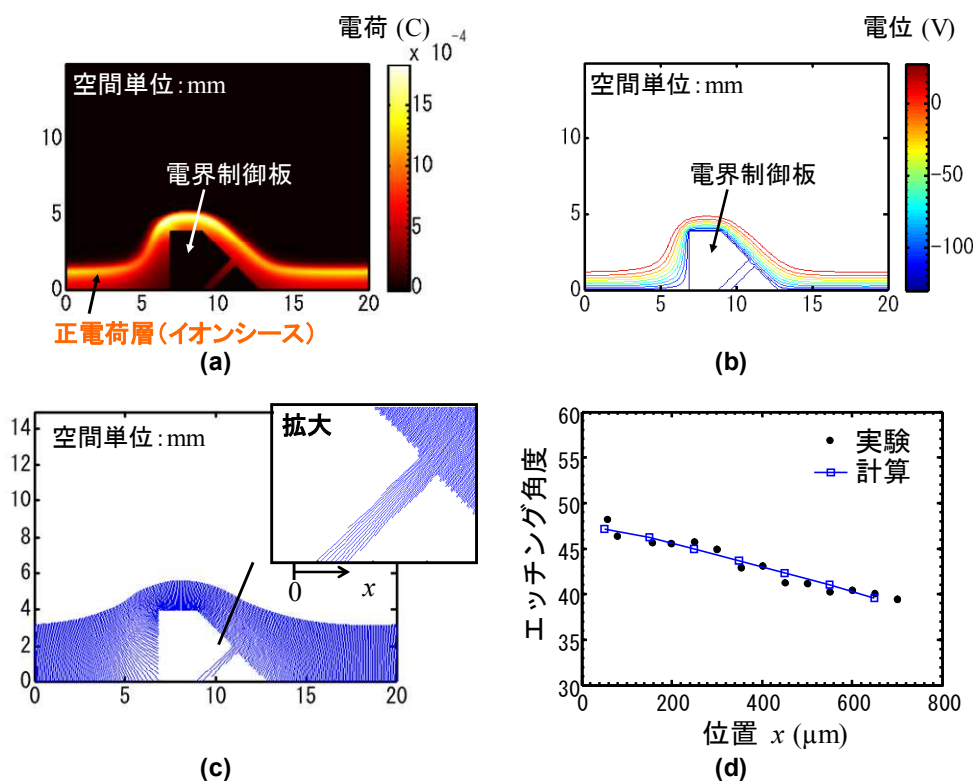 電荷 (C)
x 10⁻⁴
空間単位:mm
電界制御板
15
10
5
0
10
5
0
0 5 10 15 20
正電荷層(イオンシース)
(a)
電位 (V)
空間単位:mm
電界制御板
0
−50
−100
10
5
0
0 5 10 15 20
(b)
空間単位:mm
拡大
0 x
14
12
10
8
6
4
2
0
0 5 10 15 20
(c)
エッチング角度
60
55
50
45
40
35
30
実験
計算
0 200 400 600 800
位置 x (µm)
(d)